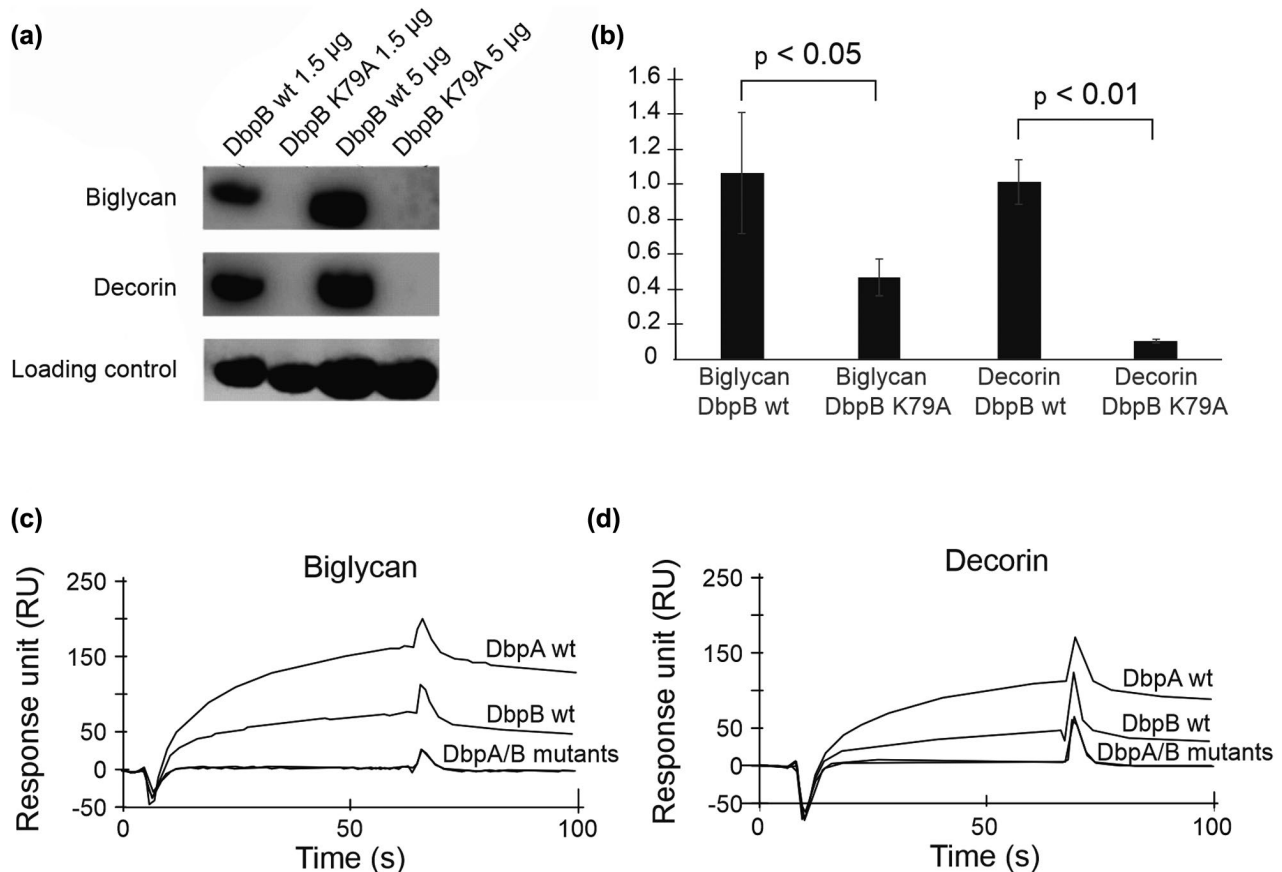 (a)
DbpB wt 1.5 µg
DbpB K79A 1.5 µg
DbpB wt 5 µg
DbpB K79A 5 µg
Biglycan
Decorin
Loading control
(b)
p < 0.05
p < 0.01
1.6
1.4
1.2
1.0
0.8
0.6
0.4
0.2
0
Biglycan
DbpB wt
Biglycan
DbpB K79A
Decorin
DbpB wt
Decorin
DbpB K79A
(c)
Biglycan
Response unit (RU)
250
150
50
0
-50
DbpA wt
DbpB wt
DbpA/B mutants
0
50
100
Time (s)
(d)
Decorin
Response unit (RU)
250
150
50
0
-50
DbpA wt
DbpB wt
DbpA/B mutants
0
50
100
Time (s)